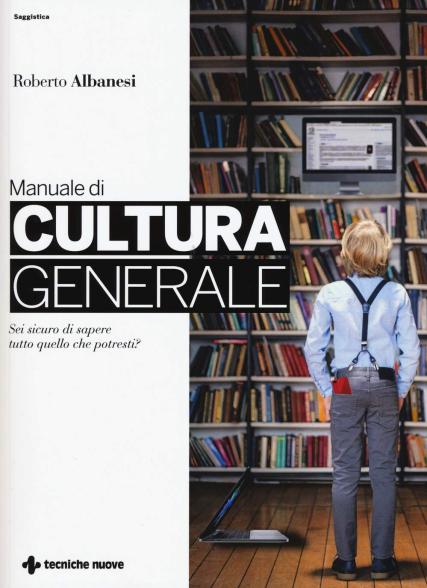 Saggistica
Roberto Albanesi
Manuale di
CULTURA
GENERALE
Sei sicuro di sapere
tutto quello che potresti?
tecniche nuove